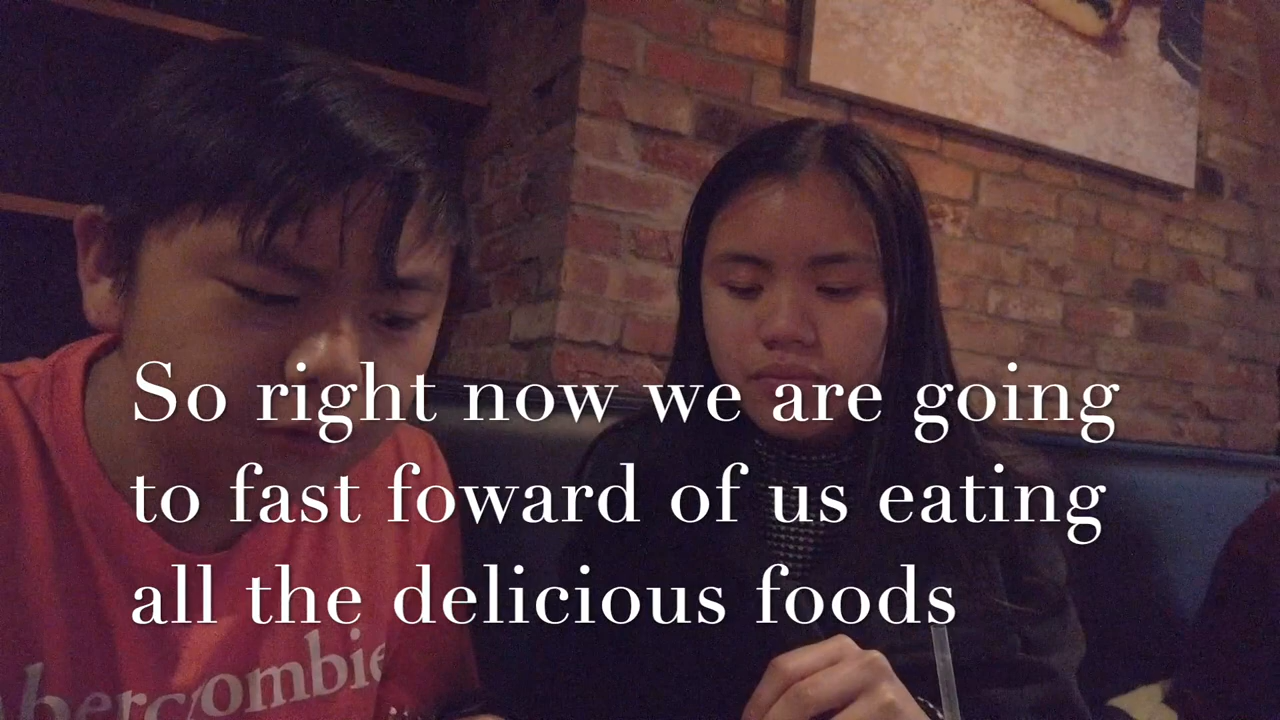 So right now we are going
to fast foward of us eating
all the delicious foods
abercrombie